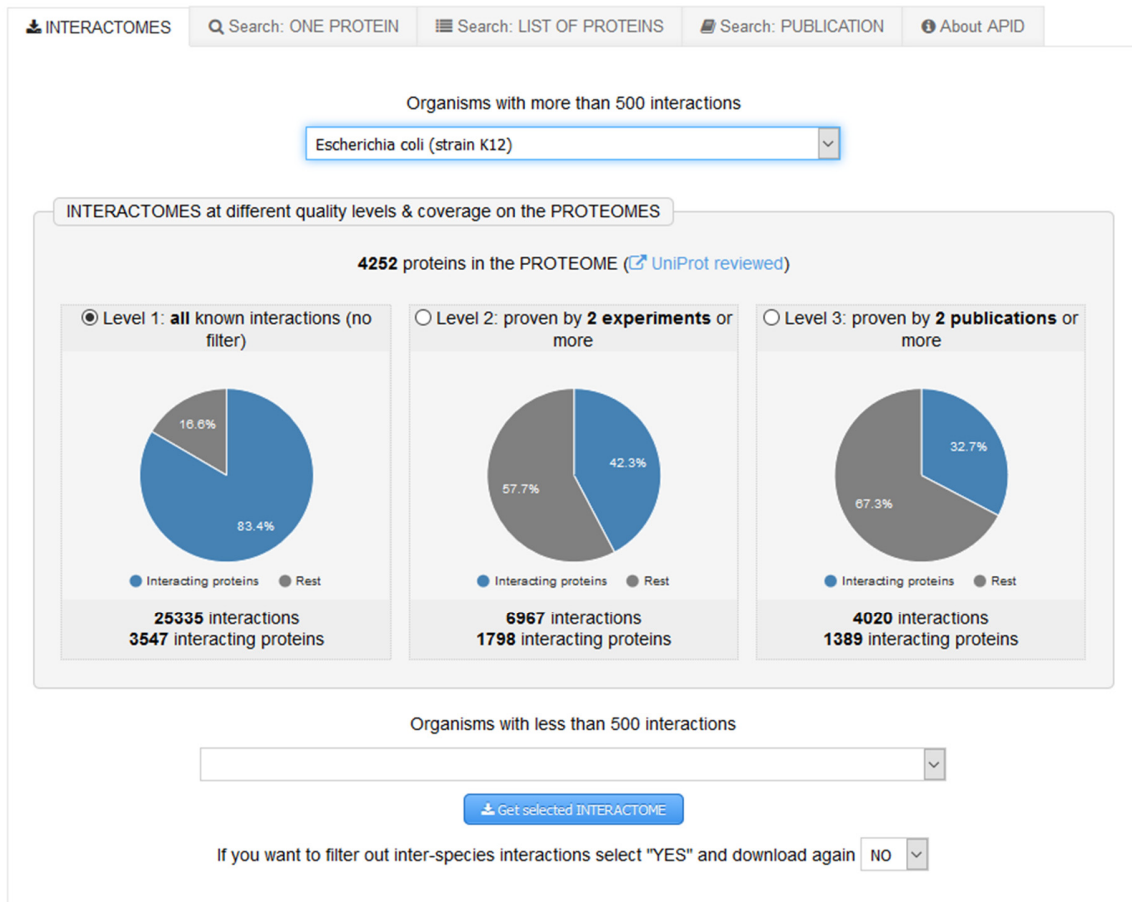 INTERACTOMES
Search: ONE PROTEIN
Search: LIST OF PROTEINS
Search: PUBLICATION
About APID
Organisms with more than 500 interactions
Escherichia coli (strain K12)
INTERACTOMES at different quality levels & coverage on the PROTEOMES
4252 proteins in the PROTEOME (UniProt reviewed)
Level 1: all known interactions (no
filter)
16.6%
83.4%
Interacting proteins Rest
25335 interactions
3547 interacting proteins
Level 2: proven by 2 experiments or
more
42.3%
57.7%
Interacting proteins Rest
6967 interactions
1798 interacting proteins
Level 3: proven by 2 publications or
more
32.7%
67.3%
Interacting proteins Rest
4020 interactions
1389 interacting proteins
Organisms with less than 500 interactions
Get selected INTERACTOME
If you want to filter out inter-species interactions select "YES" and download again NO